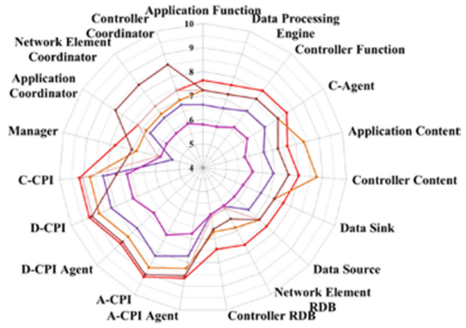 Application Function
Controller
Coordinator
Data Processing
Engine
Network Element
Coordinator
Controller Function
Application
Coordinator
C-Agent
Manager
Application Content
C-CPI
Controller Content
D-CPI
Data Sink
D-CPI Agent
Data Source
A-CPI
Network Element
RDB
A-CPI Agent
Controller RDB
10
9
8
7
6
5
4